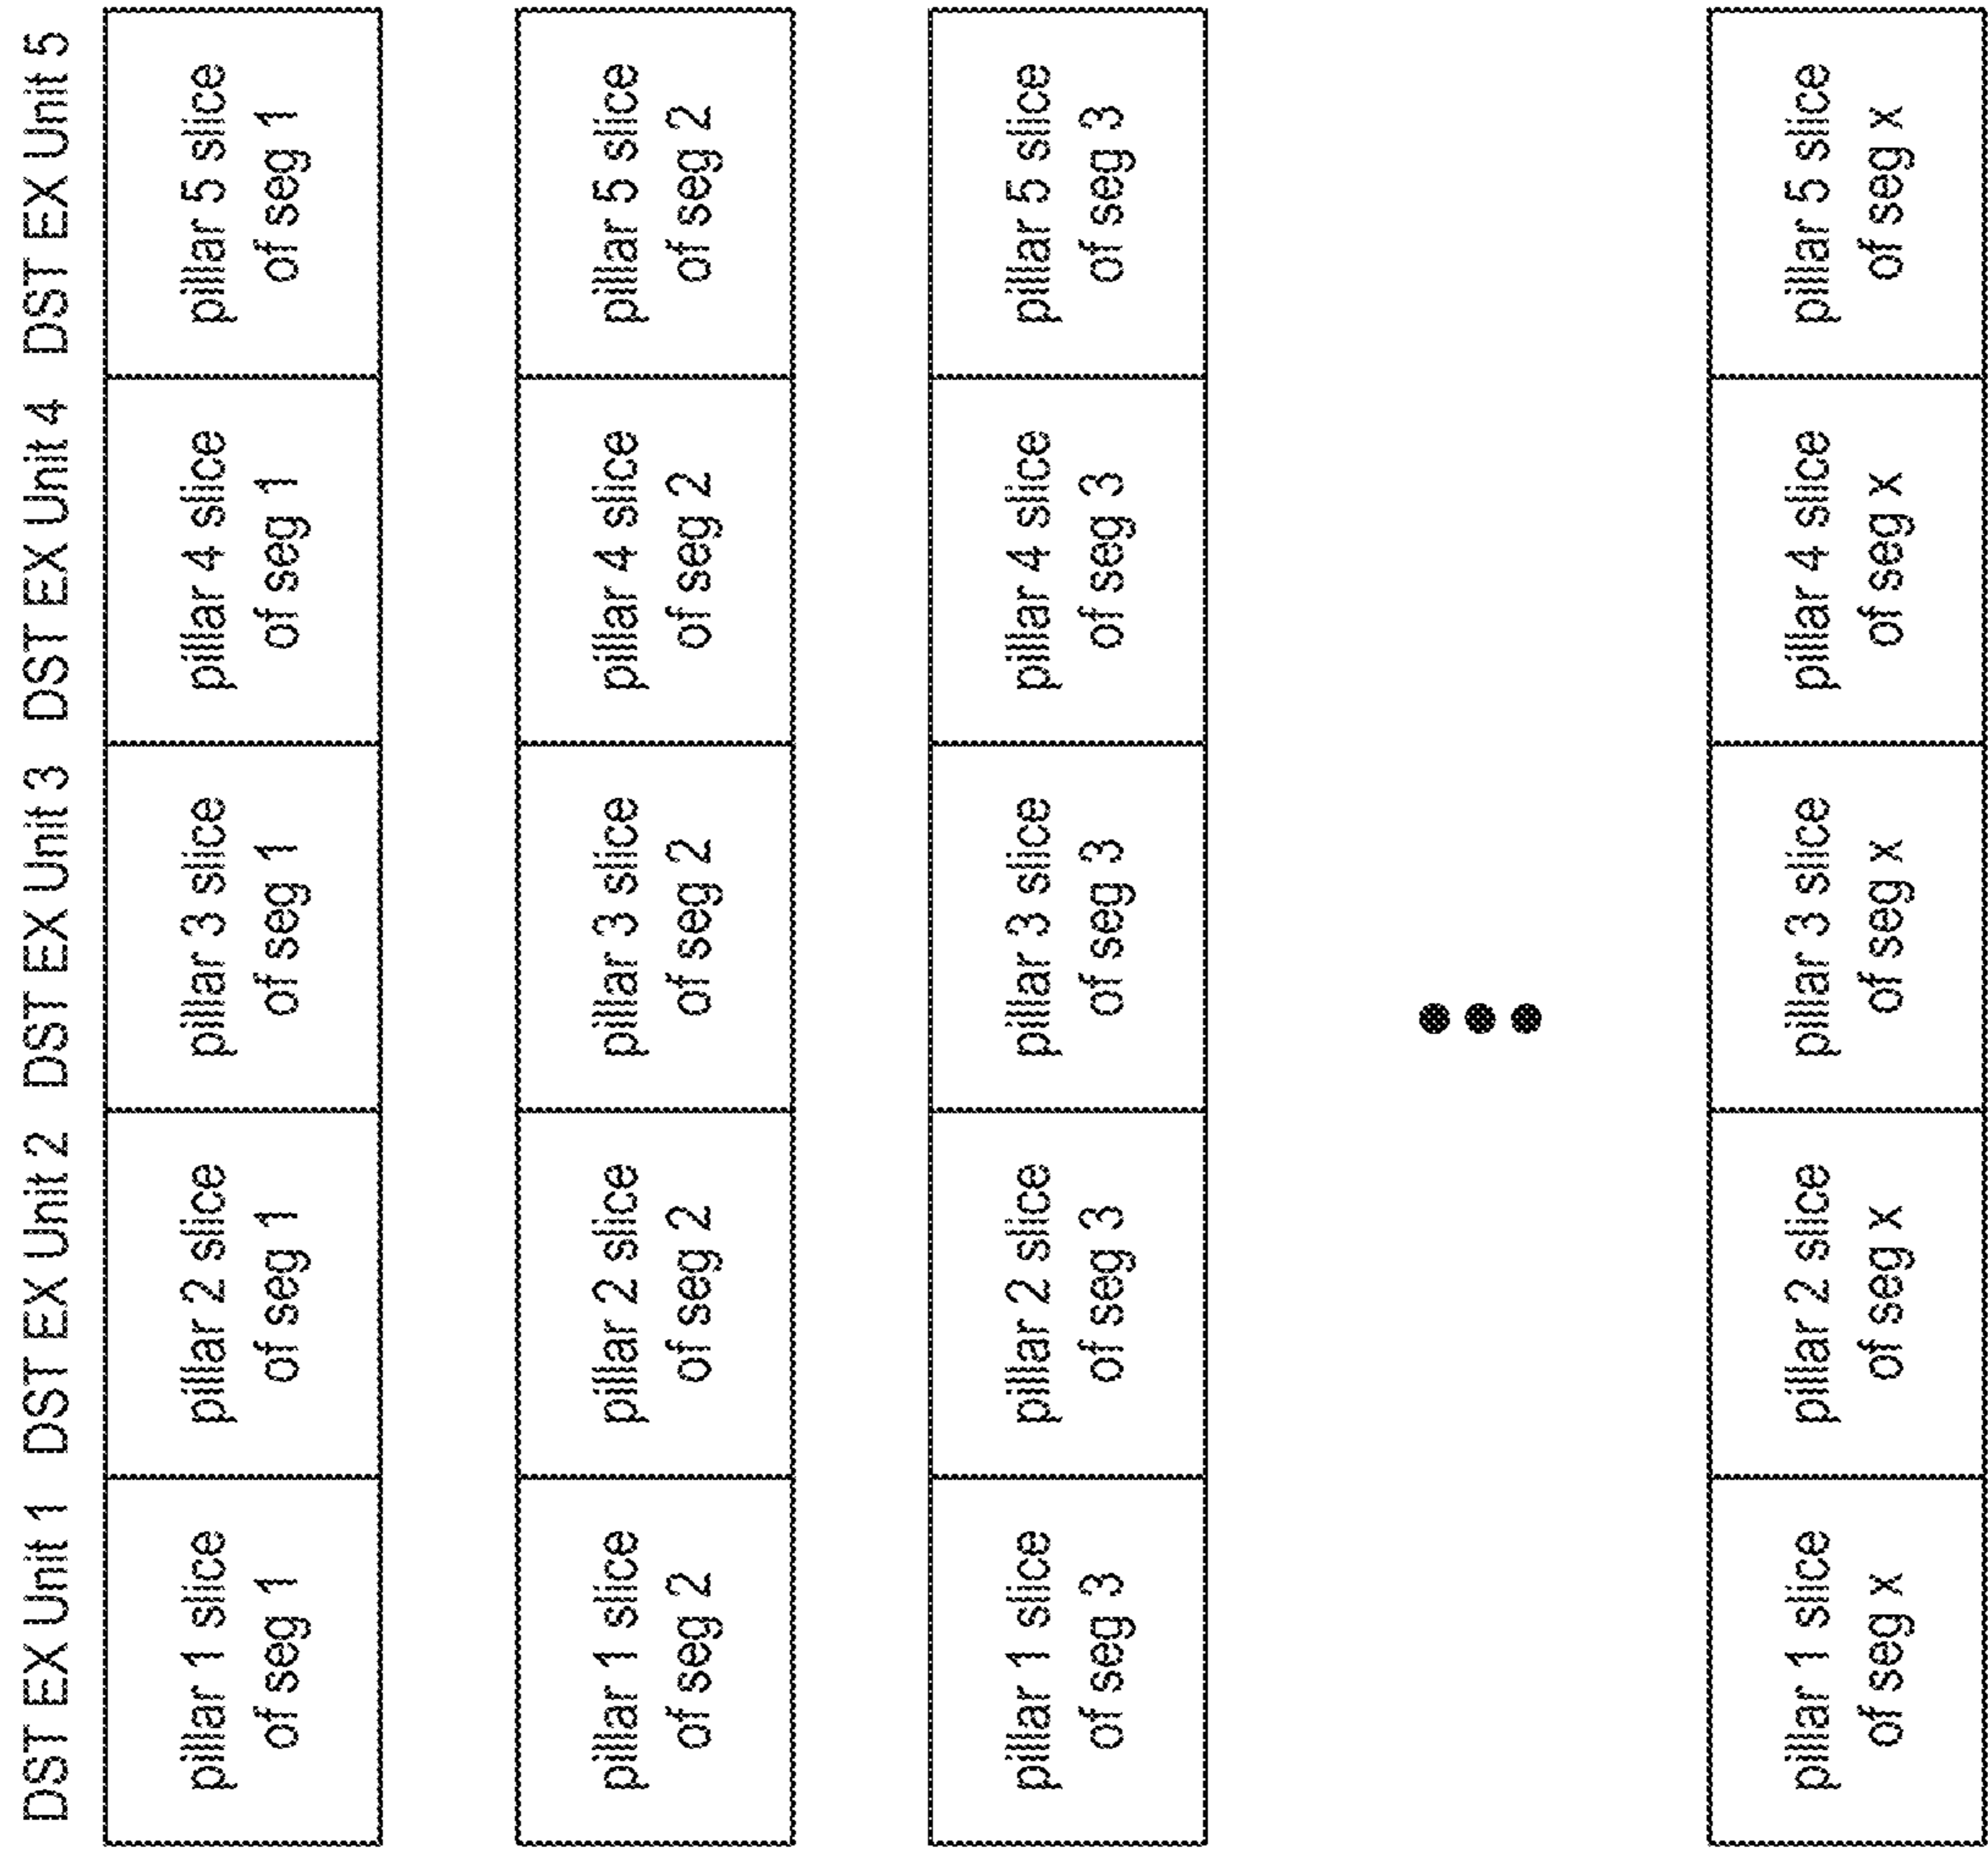 DST EX Unit 1 DST EX Unit 2 DST EX Unit 3 DST EX Unit 4 DST EX Unit 5
pillar 1 slice
of seg 1
pillar 2 slice
of seg 1
pillar 3 slice
of seg 1
pillar 4 slice
of seg 1
pillar 5 slice
of seg 1
pillar 1 slice
of seg 2
pillar 2 slice
of seg 2
pillar 3 slice
of seg 2
pillar 4 slice
of seg 2
pillar 5 slice
of seg 2
pillar 1 slice
of seg 3
pillar 2 slice
of seg 3
pillar 3 slice
of seg 3
pillar 4 slice
of seg 3
pillar 5 slice
of seg 3
pillar 1 slice
of seg x
pillar 2 slice
of seg x
pillar 3 slice
of seg x
pillar 4 slice
of seg x
pillar 5 slice
of seg x